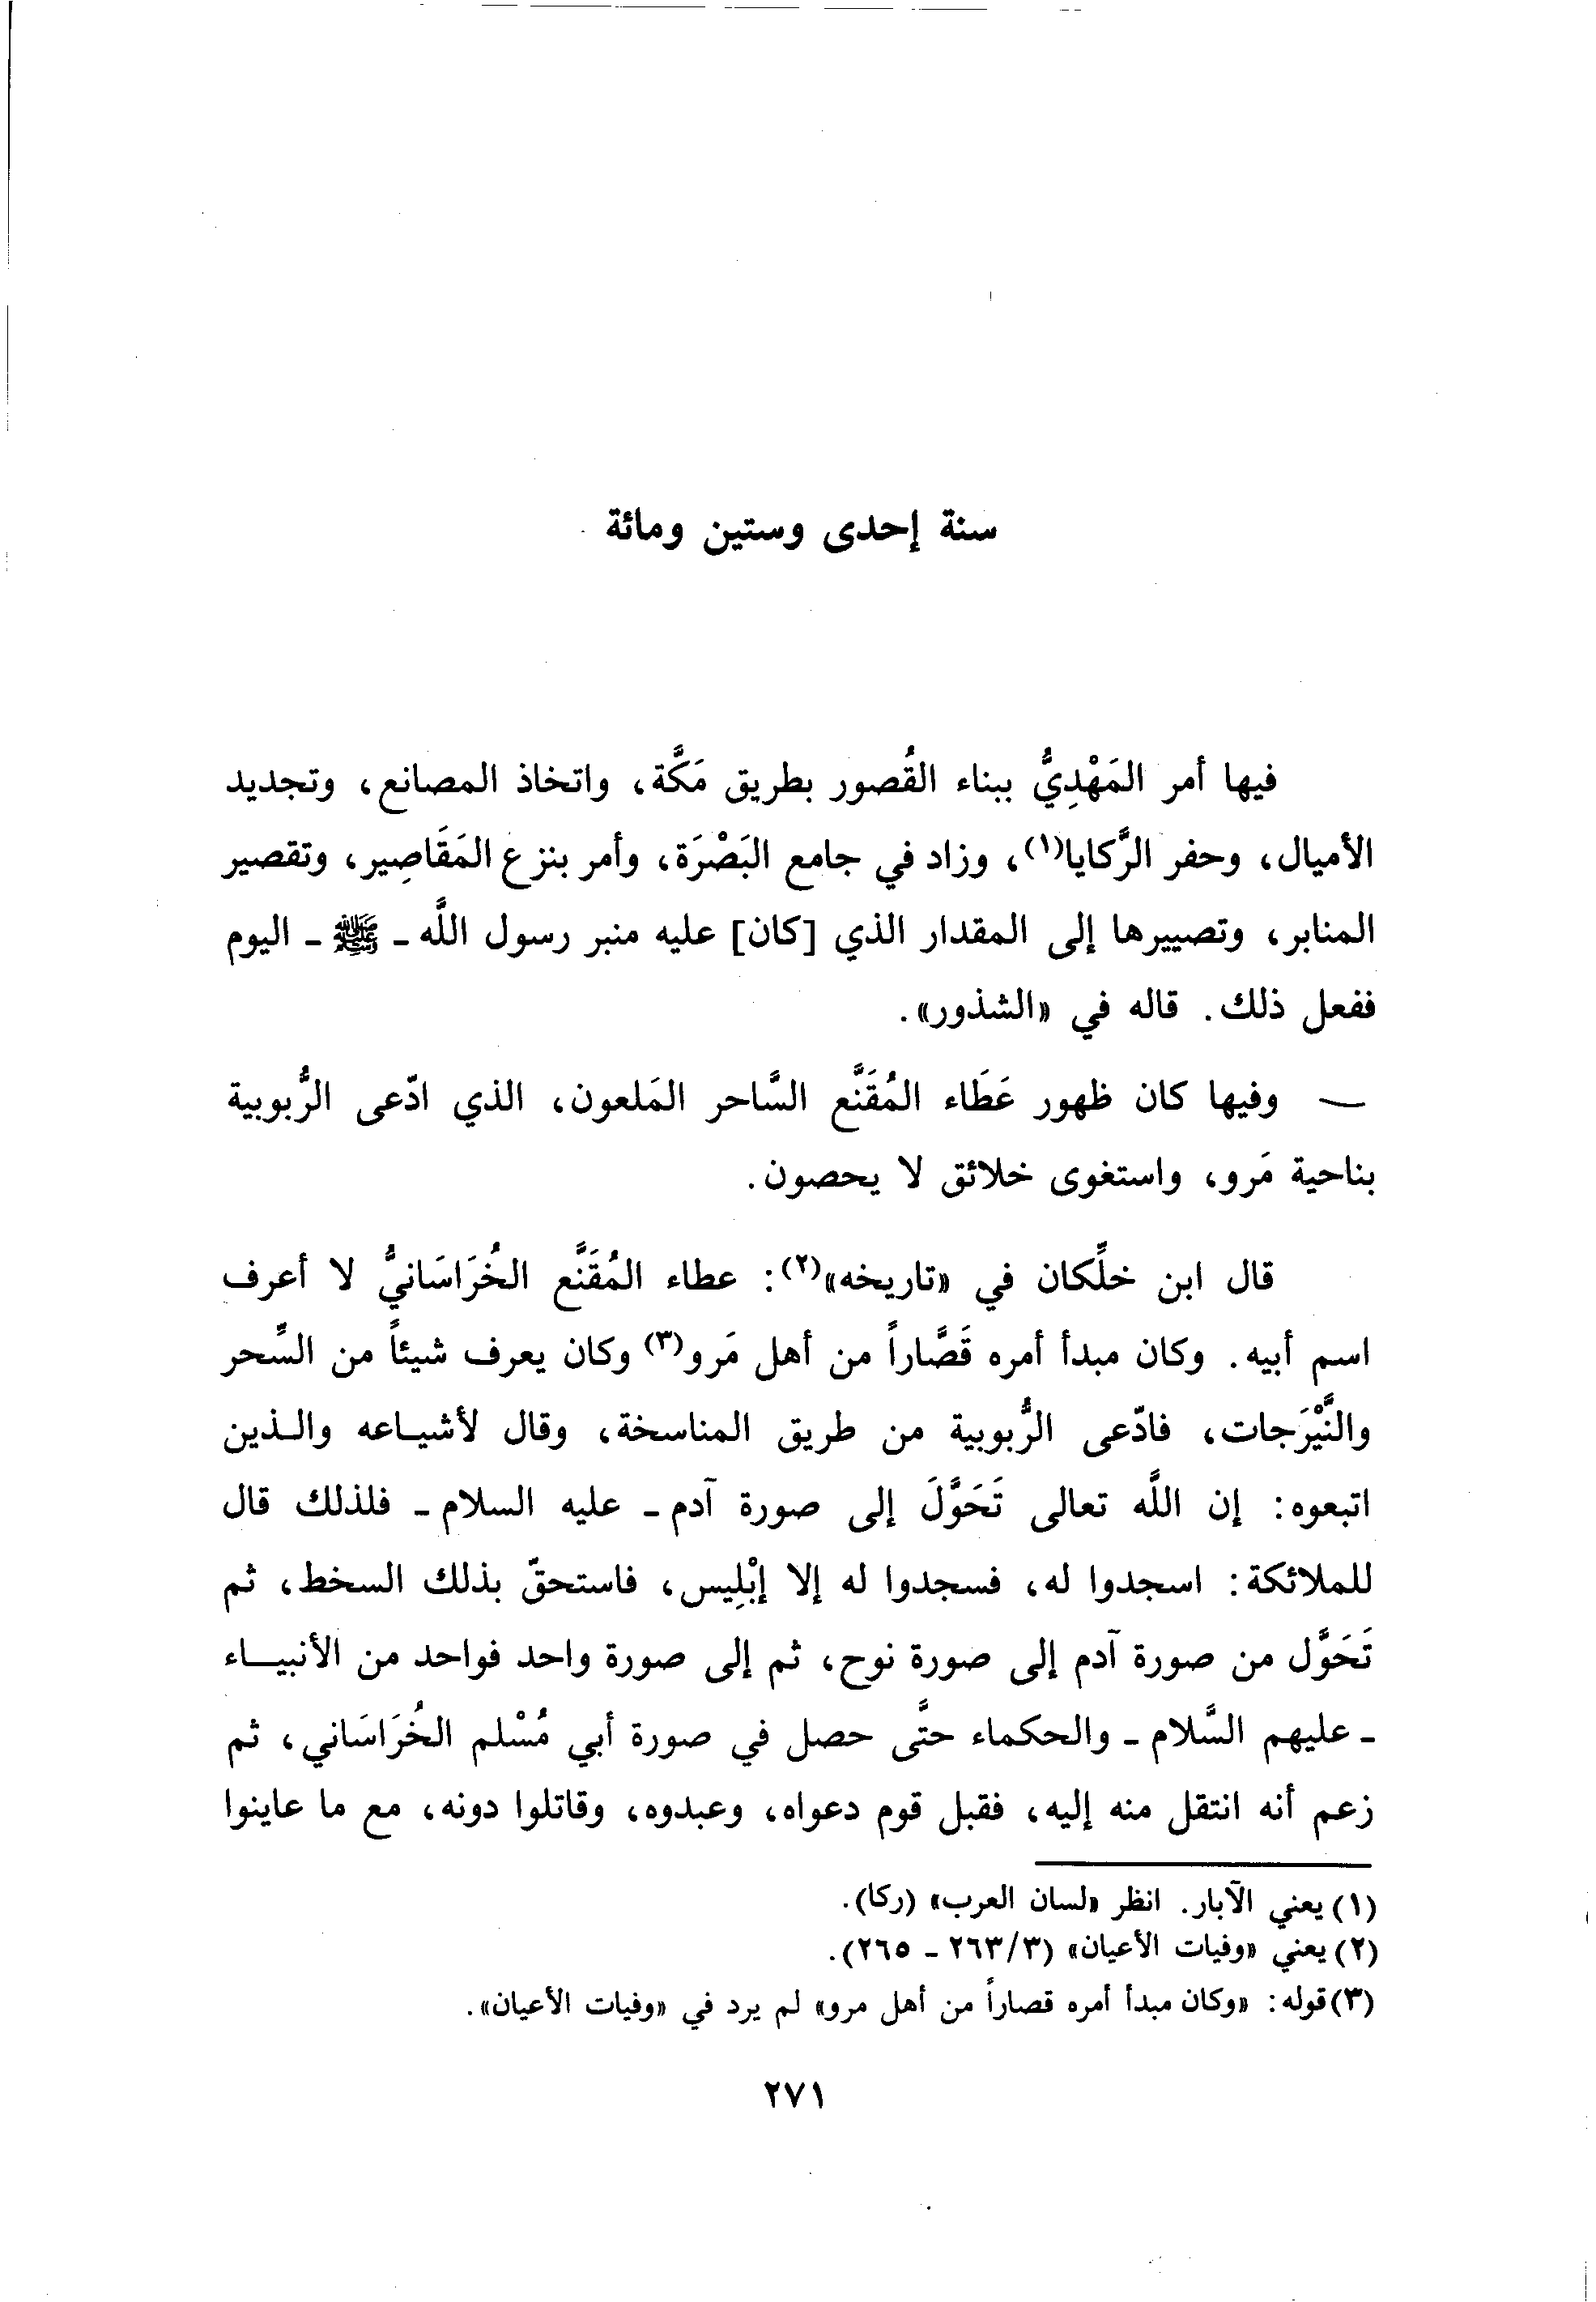 سنة إحدى وستين ومائة
فيها أمر المَهْدِيُّ ببناء القُصور بطريق مَكَّة، واتخاذ المصانع، وتجديد
الأميال، وحفر الرَّكايا(١)، وزاد في جامع البَصْرَة، وأمر بنزع المَقَاصِير، وتقصير
المنابر، وتصييرها إلى المقدار الذي [كان] عليه منبر رسول اللَّه ـ ﷺ ـ اليوم
ففعل ذلك. قاله في «الشذور».
— وفيها كان ظهور عَطَاء المُقَنَّع السَّاحر المَلعون، الذي ادّعى الرُّبوبية
بناحية مَرو، واستغوى خلائق لا يحصون.
قال ابن خلِّكان في «تاريخه»(٢): عطاء المُقَنَّع الخُرَاسَانيُّ لا أعرف
اسم أبيه. وكان مبدأ أمره قَصَّاراً من أهل مَرو(٣) وكان يعرف شيئاً من السِّحر
والنَّيْرَجات، فادّعى الرُّبوبية من طريق المناسخة، وقال لأشياعه والذين
اتبعوه: إن اللَّه تعالى تَحَوَّلَ إلى صورة آدم ـ عليه السلام ـ فلذلك قال
للملائكة: اسجدوا له، فسجدوا له إلا إبْلِيس، فاستحقّ بذلك السخط، ثم
تَحَوَّل من صورة آدم إلى صورة نوح، ثم إلى صورة واحد فواحد من الأنبياء
ـ عليهم السَّلام ـ والحكماء حتَّى حصل في صورة أبي مُسْلم الخُرَاسَاني، ثم
زعم أنه انتقل منه إليه، فقبل قوم دعواه، وعبدوه، وقاتلوا دونه، مع ما عاينوا
(١) يعني الآبار. انظر «لسان العرب» (ركا).
(٢) يعني «وفيات الأعيان» (٢٦٣/٣ ـ ٢٦٥).
(٣) قوله: «وكان مبدأ أمره قصاراً من أهل مرو» لم يرد في «وفيات الأعيان».
٢٧١